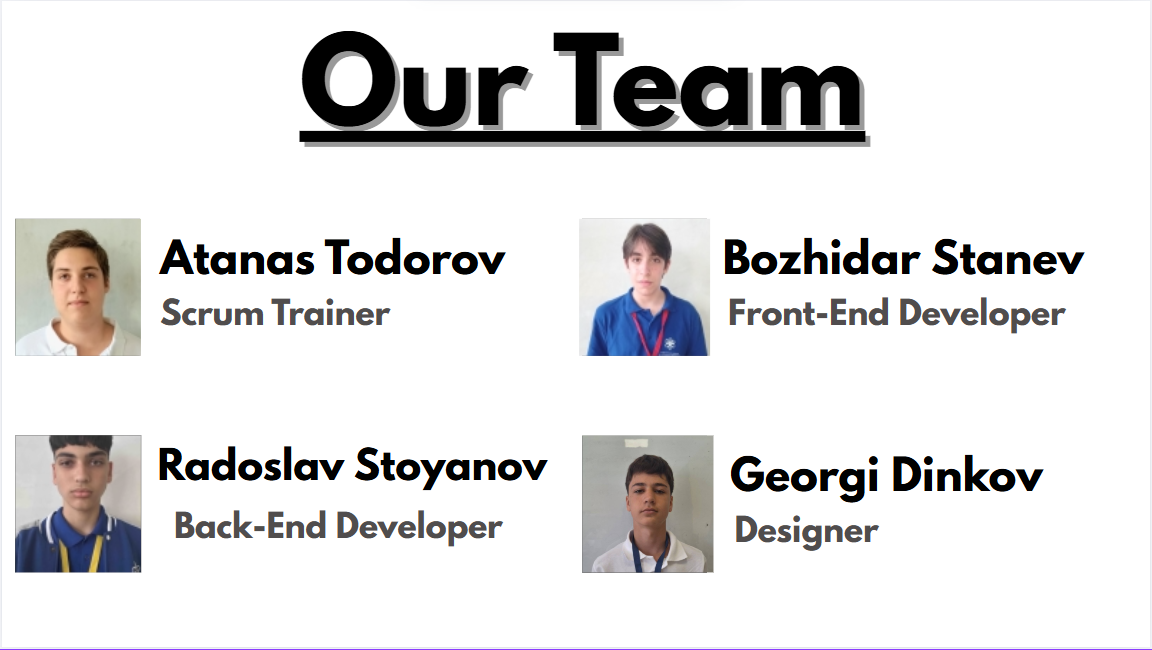 Our Team
Atanas Todorov
Scrum Trainer
Bozhidar Stanev
Front-End Developer
Radoslav Stoyanov
Back-End Developer
Georgi Dinkov
Designer